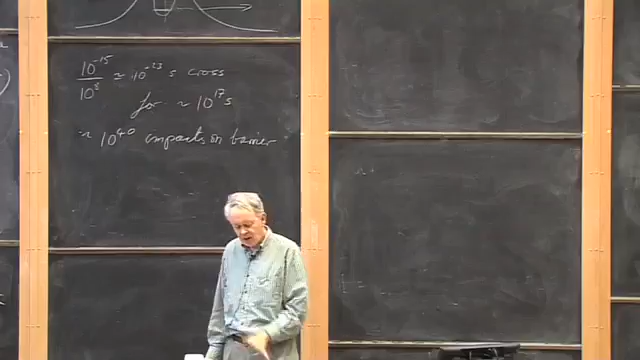 10^-15 / 10^8 ≃ 10^-23 s cross
for ~ 10^17 s
~ 10^40 impacts on barrier